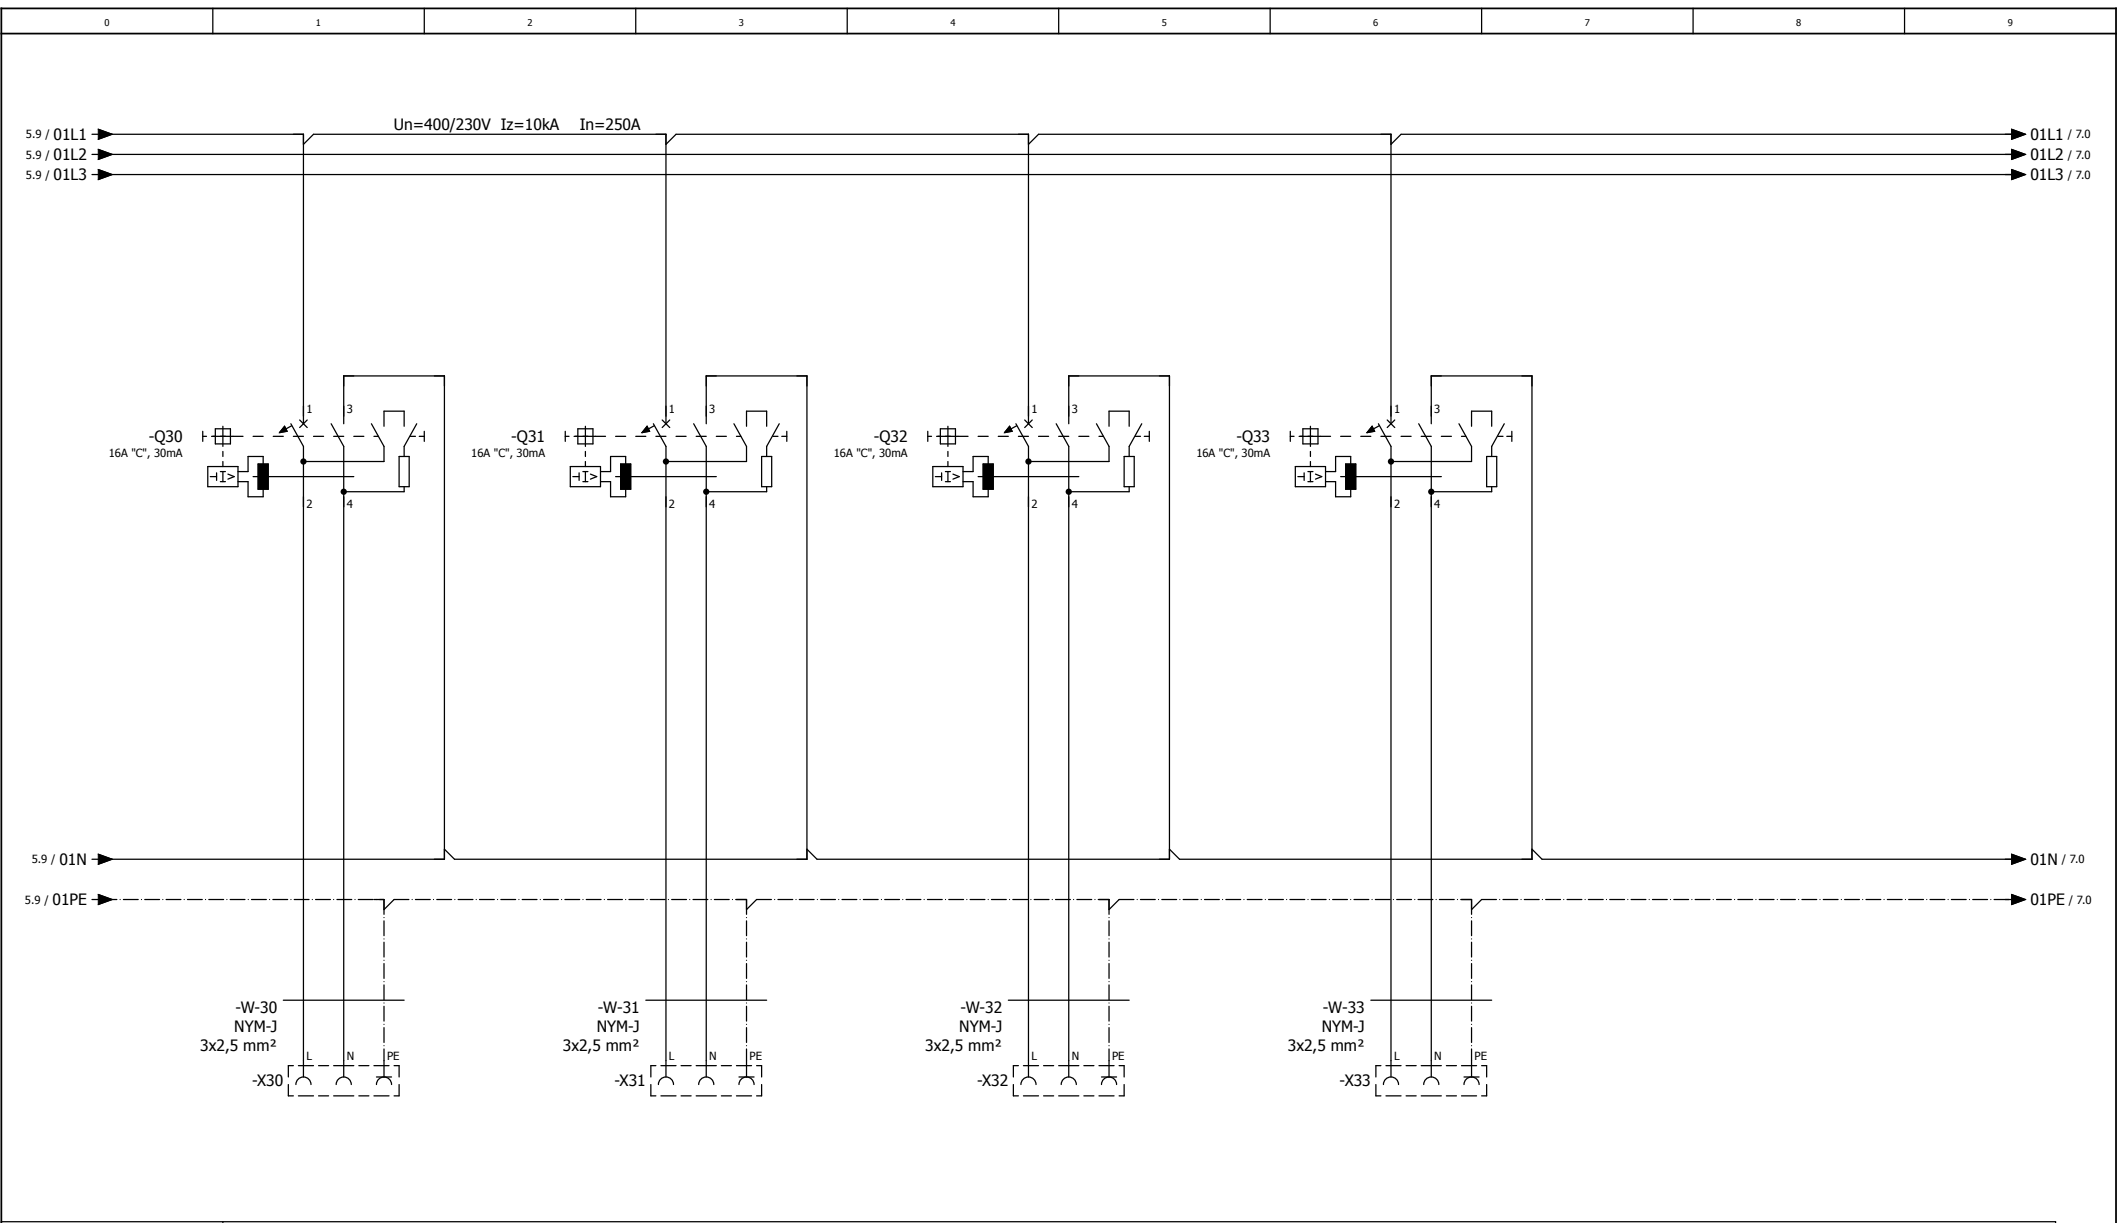 0 1 2 3 4 5 6 7 8 9
Un=400/230V Iz=10kA In=250A
5.9 / 01L1 01L1 / 7.0
5.9 / 01L2 01L2 / 7.0
5.9 / 01L3 01L3 / 7.0
1 3 1 3 1 3 1 3
-Q30 -Q31 -Q32 -Q33
16A "C", 30mA 16A "C", 30mA 16A "C", 30mA 16A "C", 30mA
I> I> I> I>
2 4 2 4 2 4 2 4
5.9 / 01N 01N / 7.0
5.9 / 01PE 01PE / 7.0
-W-30 -W-31 -W-32 -W-33
NYM-J NYM-J NYM-J NYM-J
3x2,5 mm² 3x2,5 mm² 3x2,5 mm² 3x2,5 mm²
L N PE L N PE L N PE L N PE
-X30 -X31 -X32 -X33